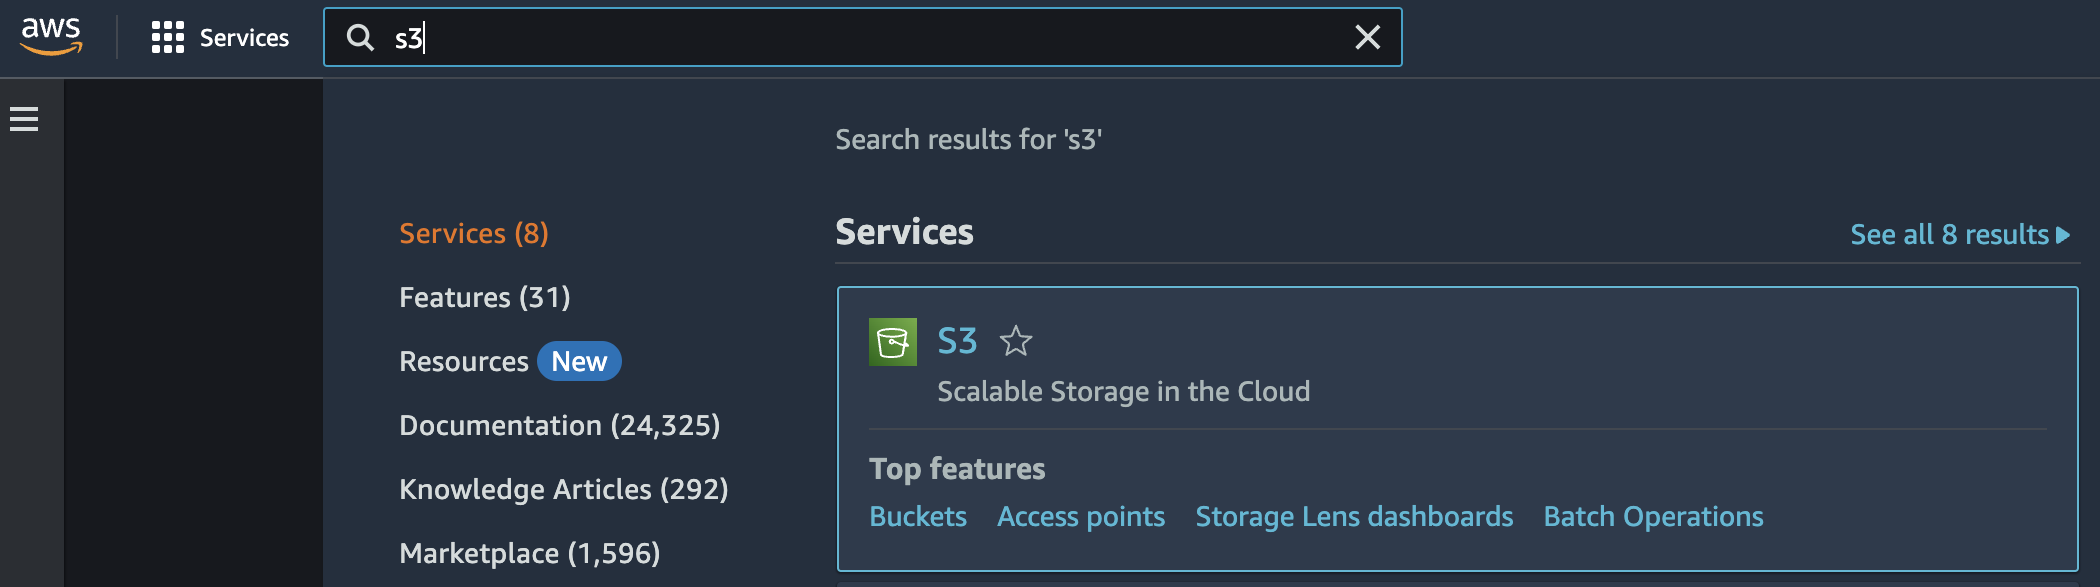 aws
Services
s3
Search results for 's3'
Services (8)
Features (31)
Resources New
Documentation (24,325)
Knowledge Articles (292)
Marketplace (1,596)
Services
See all 8 results
S3
Scalable Storage in the Cloud
Top features
Buckets Access points Storage Lens dashboards Batch Operations